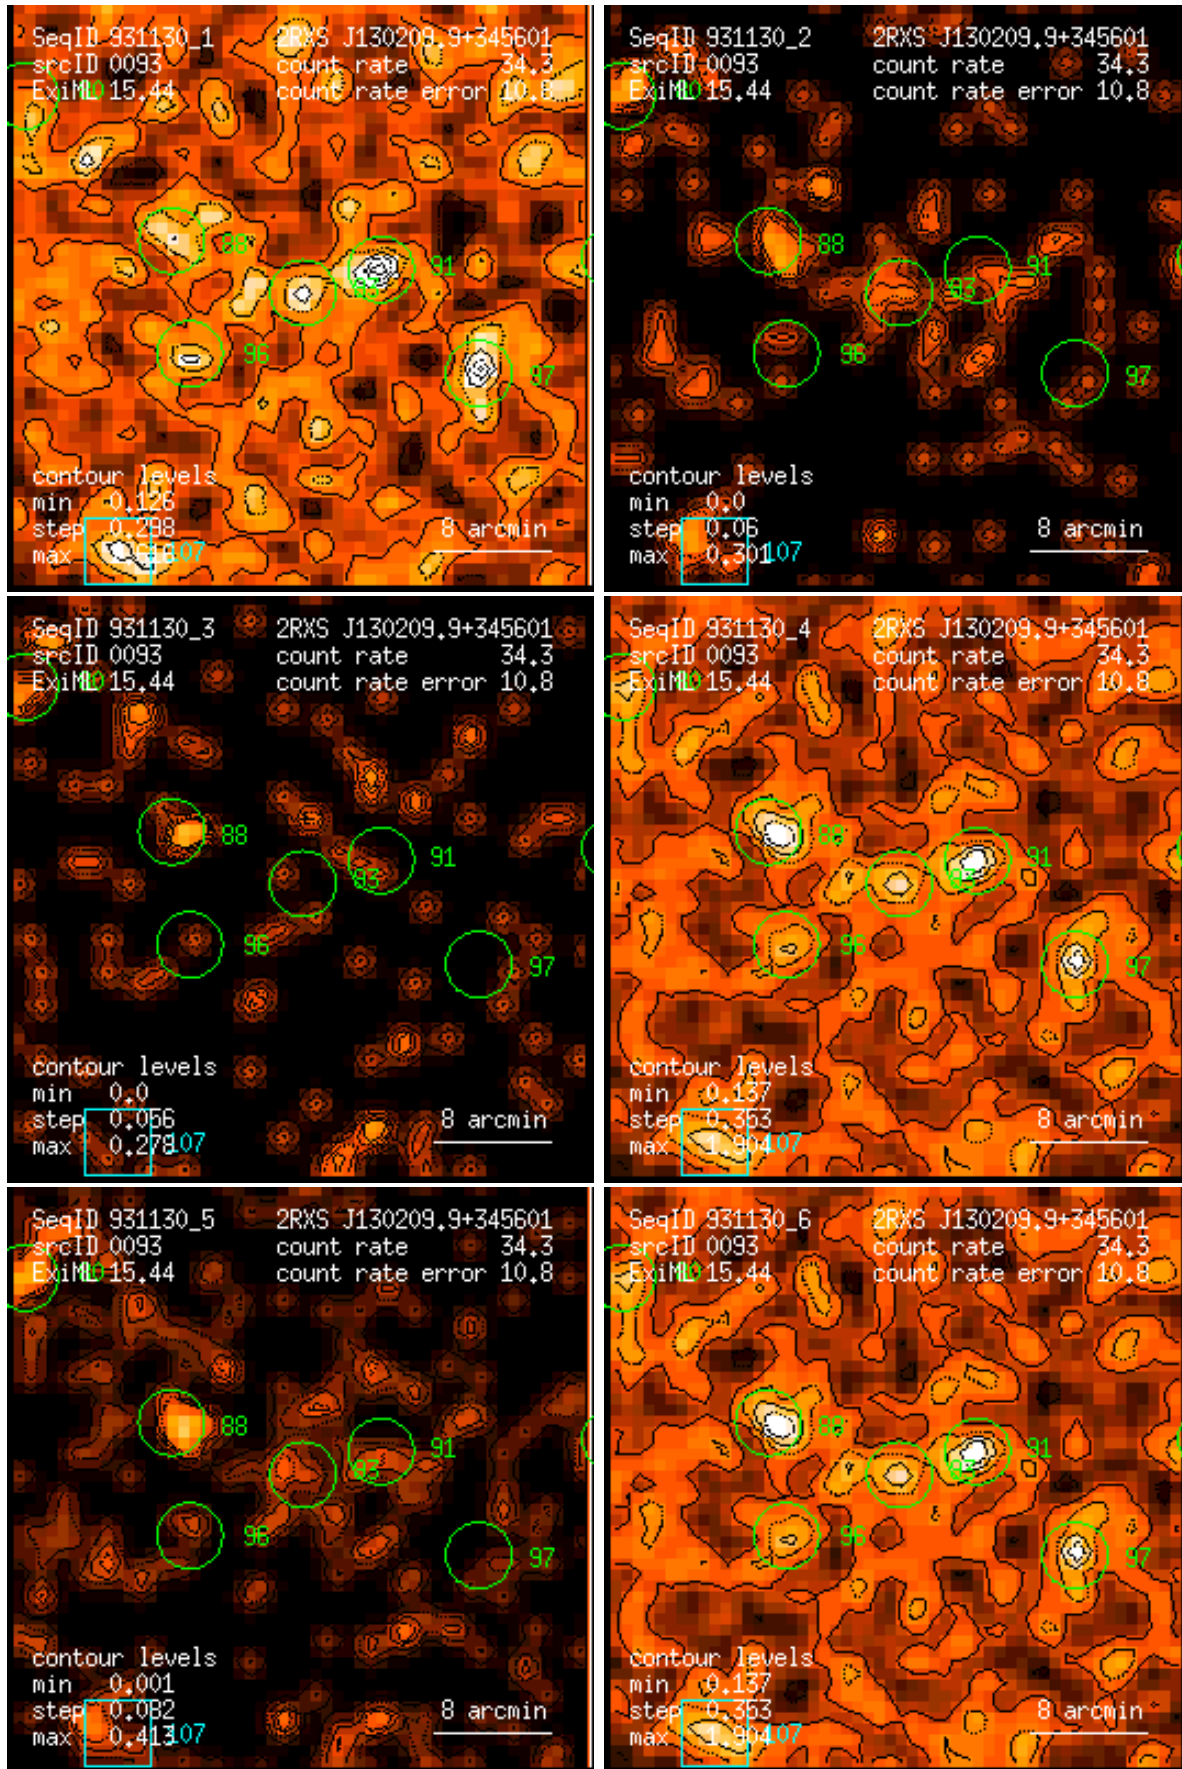 SeqID 931130_1 2RXS J130209.9+345601
srcID 0093 count rate 34.3
ExiML 15.44 count rate error 10.8
88
91
93
96
97
contour levels
min 0.126
step 0.298
max
107
8 arcmin
SeqID 931130_2 2RXS J130209.9+345601
srcID 0093 count rate 34.3
ExiML 15.44 count rate error 10.8
88
91
93
96
97
contour levels
min 0.0
step 0.06
max 0.301
107
8 arcmin
SeqID 931130_3 2RXS J130209.9+345601
srcID 0093 count rate 34.3
ExiML 15.44 count rate error 10.8
88
91
93
96
97
contour levels
min 0.0
step 0.056
max 0.278
107
8 arcmin
SeqID 931130_4 2RXS J130209.9+345601
srcID 0093 count rate 34.3
ExiML 15.44 count rate error 10.8
88
91
93
96
97
contour levels
min 0.137
step 0.353
max 1.904
107
8 arcmin
SeqID 931130_5 2RXS J130209.9+345601
srcID 0093 count rate 34.3
ExiML 15.44 count rate error 10.8
88
91
93
96
97
contour levels
min 0.001
step 0.082
max 0.413
107
8 arcmin
SeqID 931130_6 2RXS J130209.9+345601
srcID 0093 count rate 34.3
ExiML 15.44 count rate error 10.8
88
91
93
96
97
contour levels
min 0.137
step 0.353
max 1.904
107
8 arcmin